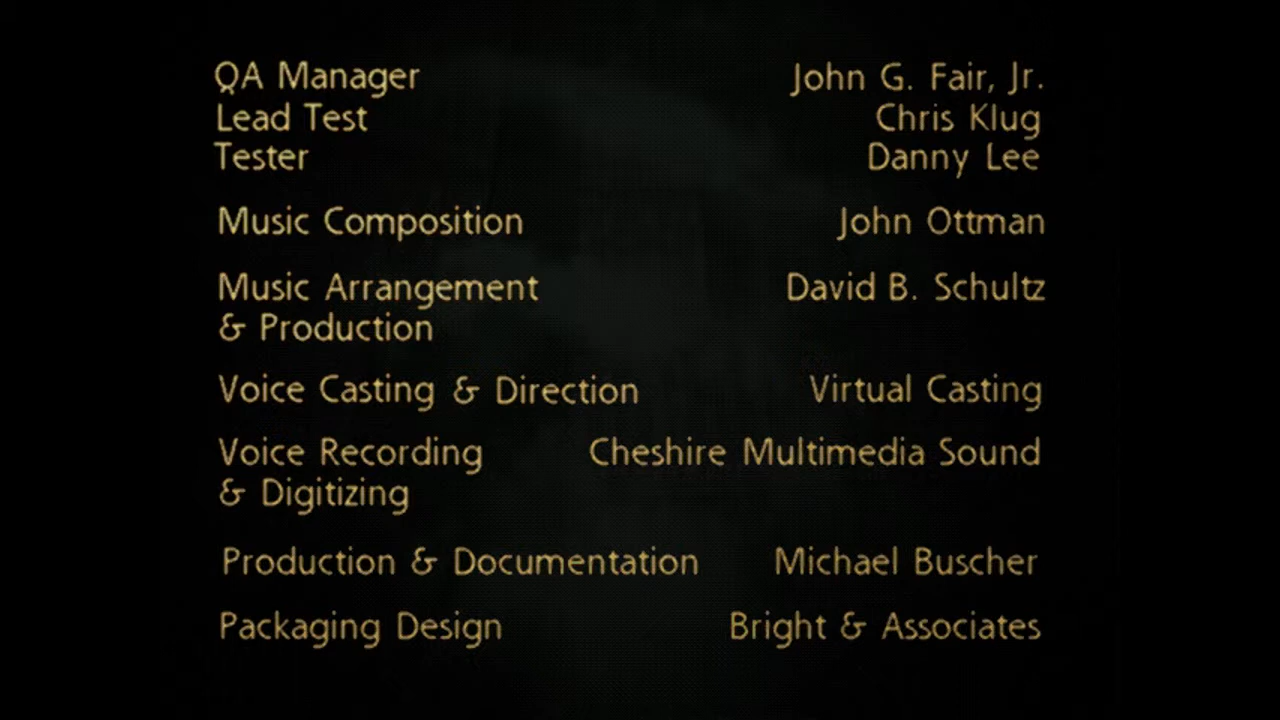 QA Manager John G. Fair, Jr.
Lead Test Chris Klug
Tester Danny Lee
Music Composition John Ottman
Music Arrangement David B. Schultz
& Production
Voice Casting & Direction Virtual Casting
Voice Recording Cheshire Multimedia Sound
& Digitizing
Production & Documentation Michael Buscher
Packaging Design Bright & Associates